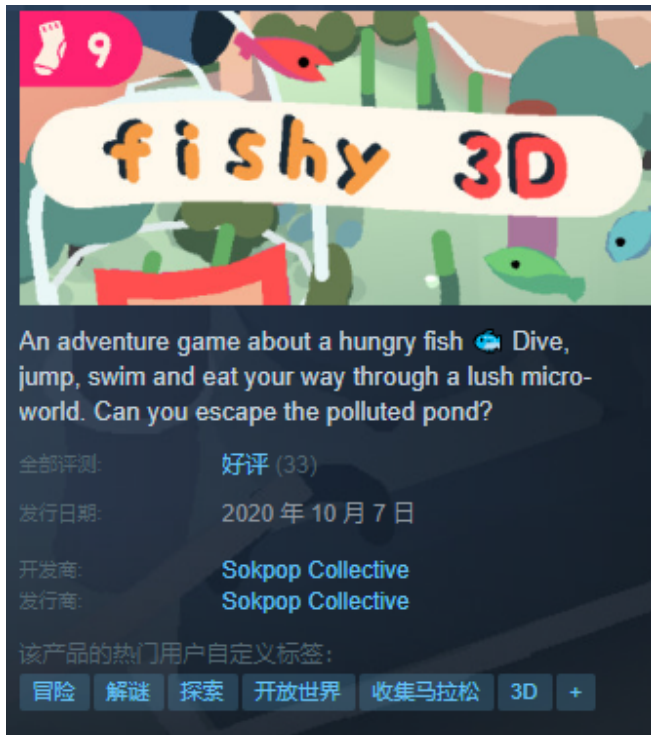 9
fishy 3D
An adventure game about a hungry fish 🐟 Dive,
jump, swim and eat your way through a lush micro-
world. Can you escape the polluted pond?
全部评测: 好评 (33)
发行日期: 2020 年 10 月 7 日
开发商: Sokpop Collective
发行商: Sokpop Collective
该产品的热门用户自定义标签:
冒险 解谜 探索 开放世界 收集马拉松 3D +